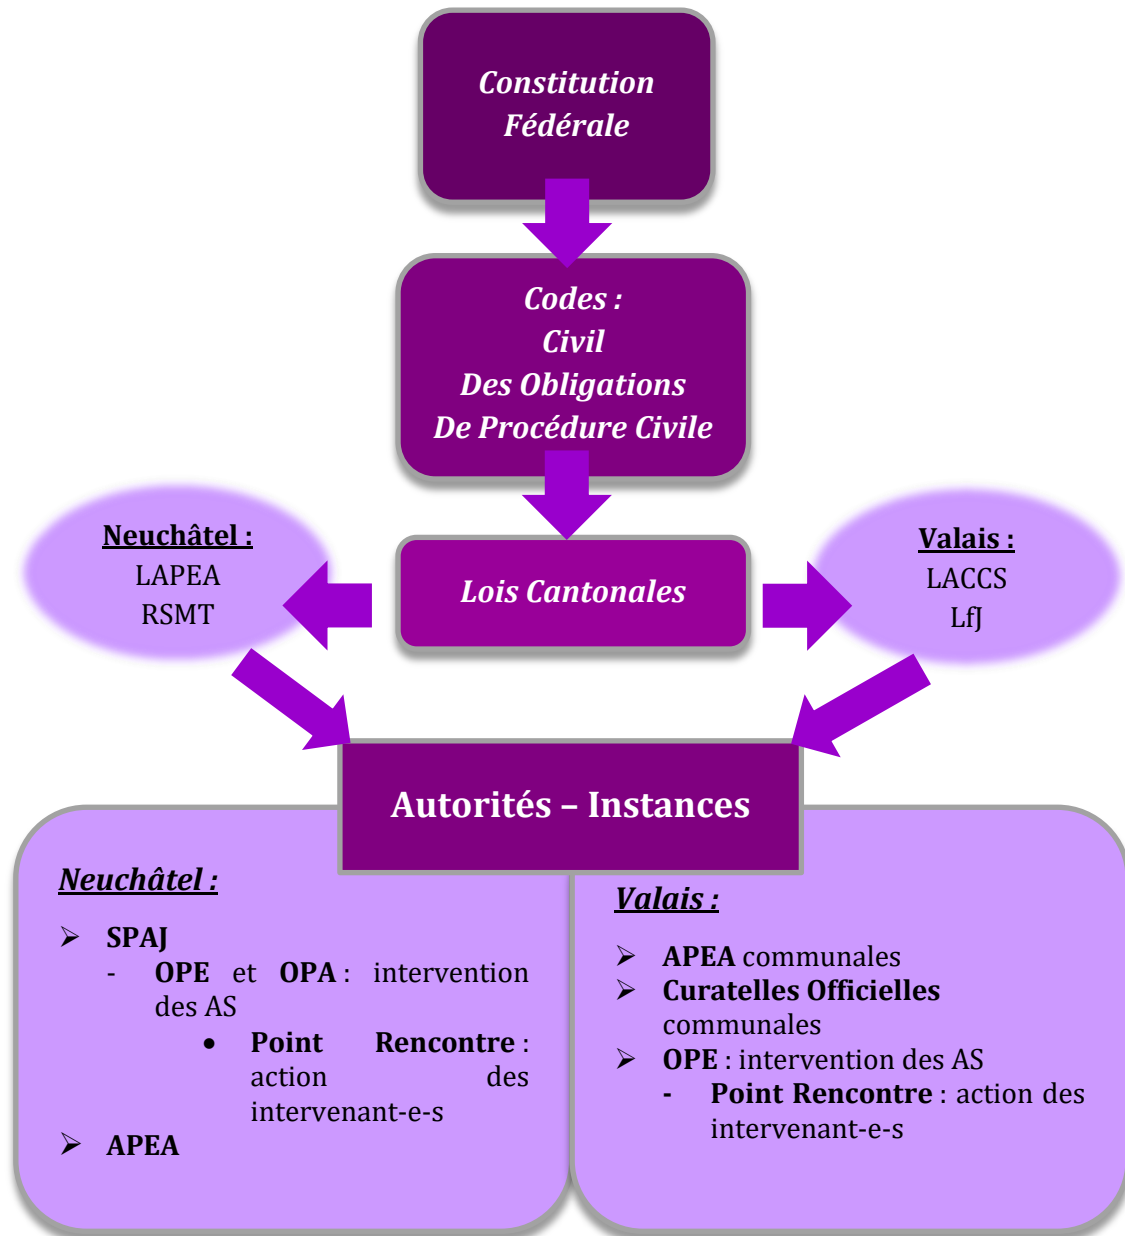 Constitution
Fédérale
Codes :
Civil
Des Obligations
De Procédure Civile
Neuchâtel :
LAPEA
RSMT
Lois Cantonales
Valais :
LACCS
LfJ
Autorités – Instances
Neuchâtel :
➢ SPAJ
- OPE et OPA : intervention
des AS
• Point Rencontre :
action des
intervenant-e-s
➢ APEA
Valais :
➢ APEA communales
➢ Curatelles Officielles
communales
➢ OPE : intervention des AS
- Point Rencontre : action des
intervenant-e-s